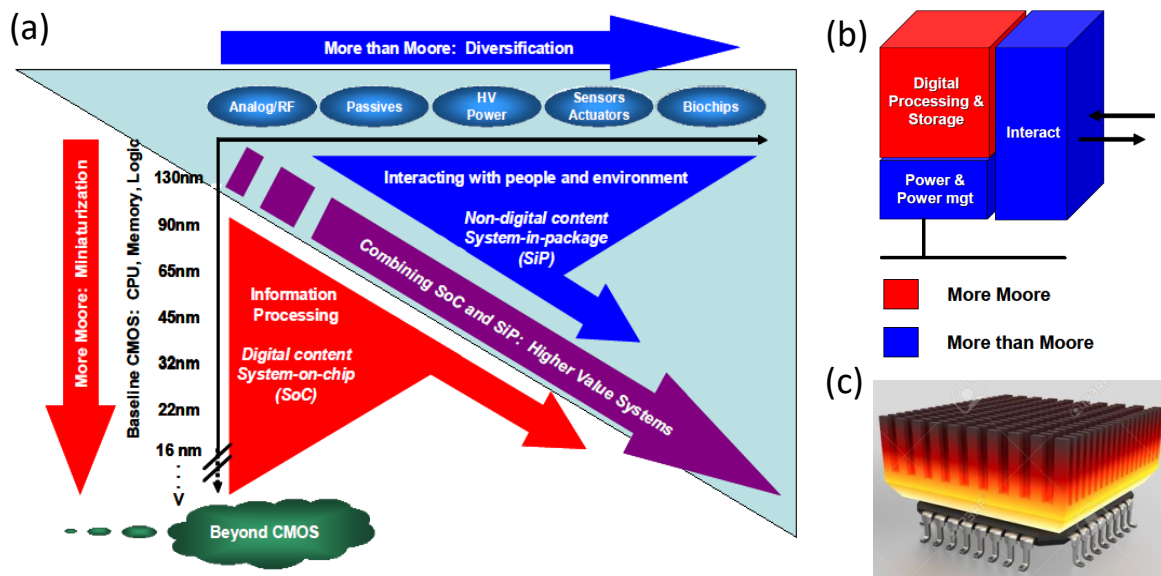 (a)
More than Moore: Diversification
Analog/RF
Passives
HV
Power
Sensors
Actuators
Biochips
More Moore: Miniaturization
Baseline CMOS: CPU, Memory, Logic
130nm
90nm
65nm
45nm
32nm
22nm
16 nm
V
Interacting with people and environment
Non-digital content
System-in-package
(SiP)
Combining SoC and SiP: Higher Value Systems
Information
Processing
Digital content
System-on-chip
(SoC)
Beyond CMOS
(b)
Digital
Processing &
Storage
Interact
Power &
Power mgt
More Moore
More than Moore
(c)